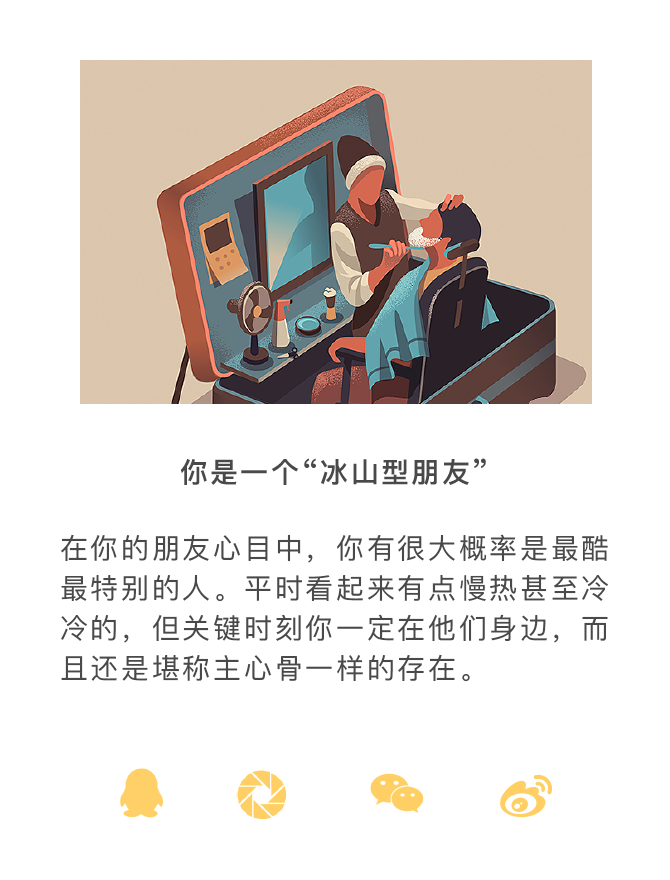 你是一个“冰山型朋友”
在你的朋友心目中，你有很大概率是最酷
最特别的人。平时看起来有点慢热甚至冷
冷的，但关键时刻你一定在他们身边，而
且还是堪称主心骨一样的存在。